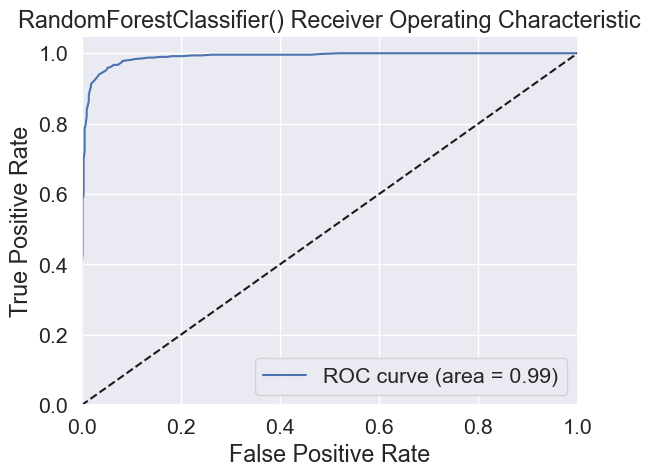 RandomForestClassifier() Receiver Operating Characteristic
1.0
0.8
0.6
0.4
0.2
0.0
True Positive Rate
ROC curve (area = 0.99)
0.0 0.2 0.4 0.6 0.8 1.0
False Positive Rate